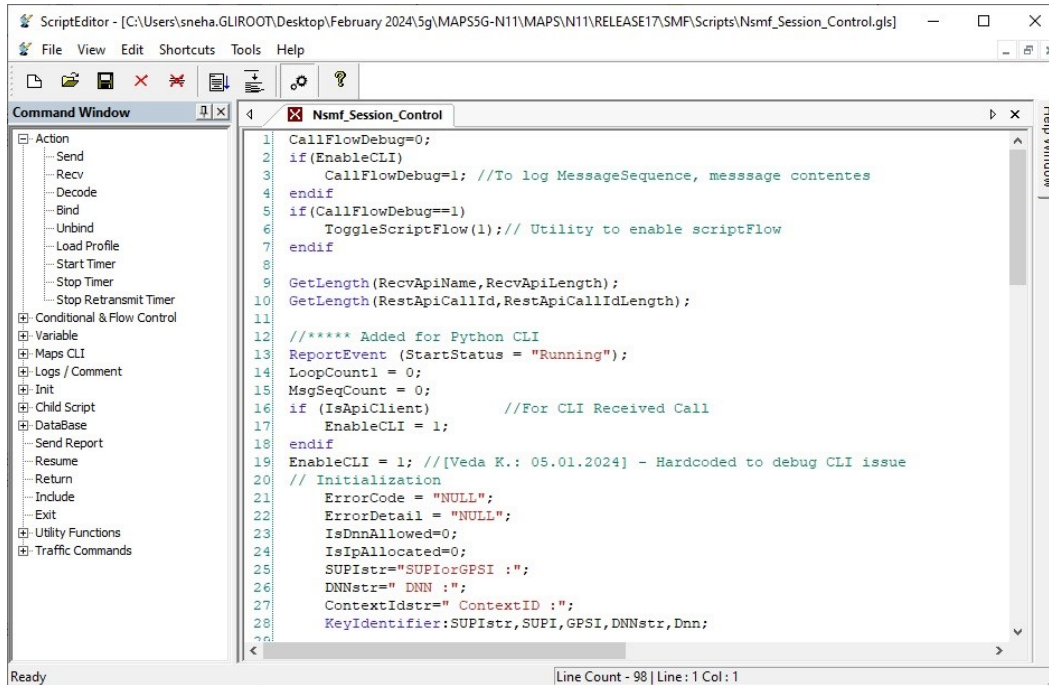 ScriptEditor - [C:\Users\sneha.GLIROOT\Desktop\February 2024\5g\MAPS5G-N11\MAPS\N11\RELEASE17\SMF\Scripts\Nsmf_Session_Control.gls]
File View Edit Shortcuts Tools Help
Command Window
Action
Send
Recv
Decode
Bind
Unbind
Load Profile
Start Timer
Stop Timer
Stop Retransmit Timer
Conditional & Flow Control
Variable
Maps CLI
Logs / Comment
Init
Child Script
DataBase
Send Report
Resume
Return
Include
Exit
Utility Functions
Traffic Commands
Nsmf_Session_Control
1 CallFlowDebug=0;
2 if(EnableCLI)
3 CallFlowDebug=1; //To log MessageSequence, messsage contentes
4 endif
5 if(CallFlowDebug==1)
6 ToggleScriptFlow(1);// Utility to enable scriptFlow
7 endif
8
9 GetLength(RecvApiName,RecvApiLength);
10 GetLength(RestApiCallId,RestApiCallIdLength);
11
12 //***** Added for Python CLI
13 ReportEvent (StartStatus = "Running");
14 LoopCount1 = 0;
15 MsgSeqCount = 0;
16 if (IsApiClient) //For CLI Received Call
17 EnableCLI = 1;
18 endif
19 EnableCLI = 1; //[Veda K.: 05.01.2024] - Hardcoded to debug CLI issue
20 // Initialization
21 ErrorCode = "NULL";
22 ErrorDetail = "NULL";
23 IsDnnAllowed=0;
24 IsIpAllocated=0;
25 SUPIstr="SUPIorGPSI :";
26 DNNstr=" DNN :";
27 ContextIdstr=" ContextID :";
28 KeyIdentifier:SUPIstr,SUPI,GPSI,DNNstr,Dnn;
29
Help Window
Ready
Line Count - 98 | Line : 1 Col : 1